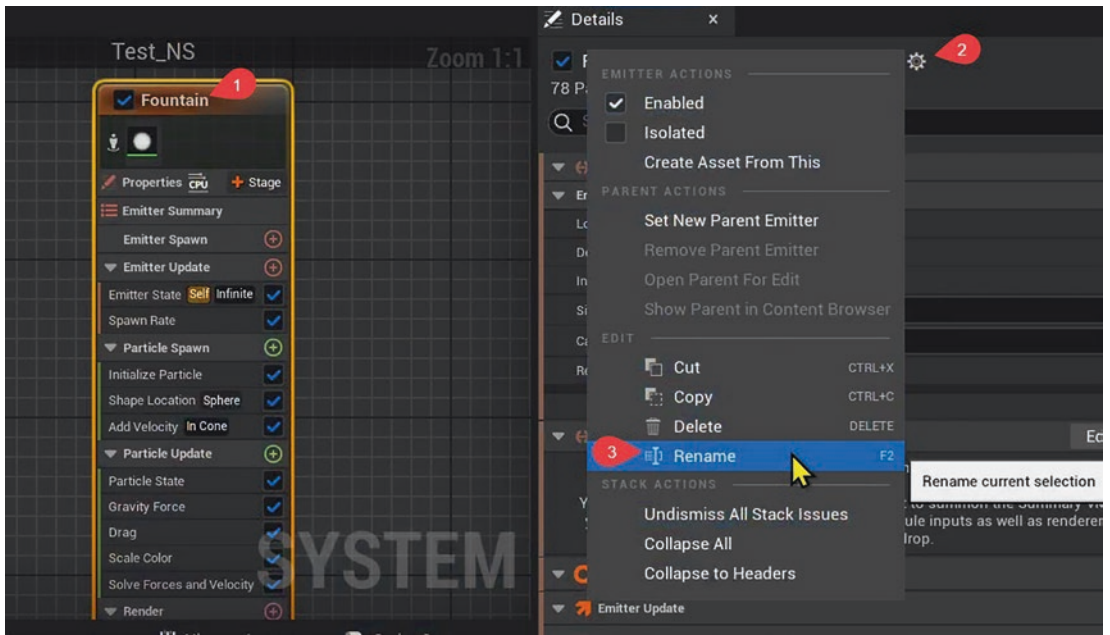 Test_NS
Zoom 1:1
1
Fountain
Properties CPU + Stage
Emitter Summary
Emitter Spawn
Emitter Update
Emitter State Self Infinite
Spawn Rate
Particle Spawn
Initialize Particle
Shape Location Sphere
Add Velocity In Cone
Particle Update
Particle State
Gravity Force
Drag
Scale Color
Solve Forces and Velocity
Render
SYSTEM
Details
2
78 P
EMITTER ACTIONS
Enabled
Isolated
Create Asset From This
PARENT ACTIONS
Set New Parent Emitter
Remove Parent Emitter
Open Parent For Edit
Show Parent in Content Browser
EDIT
Cut CTRL+X
Copy CTRL+C
Delete DELETE
3 Rename F2
Rename current selection
STACK ACTIONS
Undismiss All Stack Issues
Collapse All
Collapse to Headers
ule inputs as well as renderer
Emitter Update